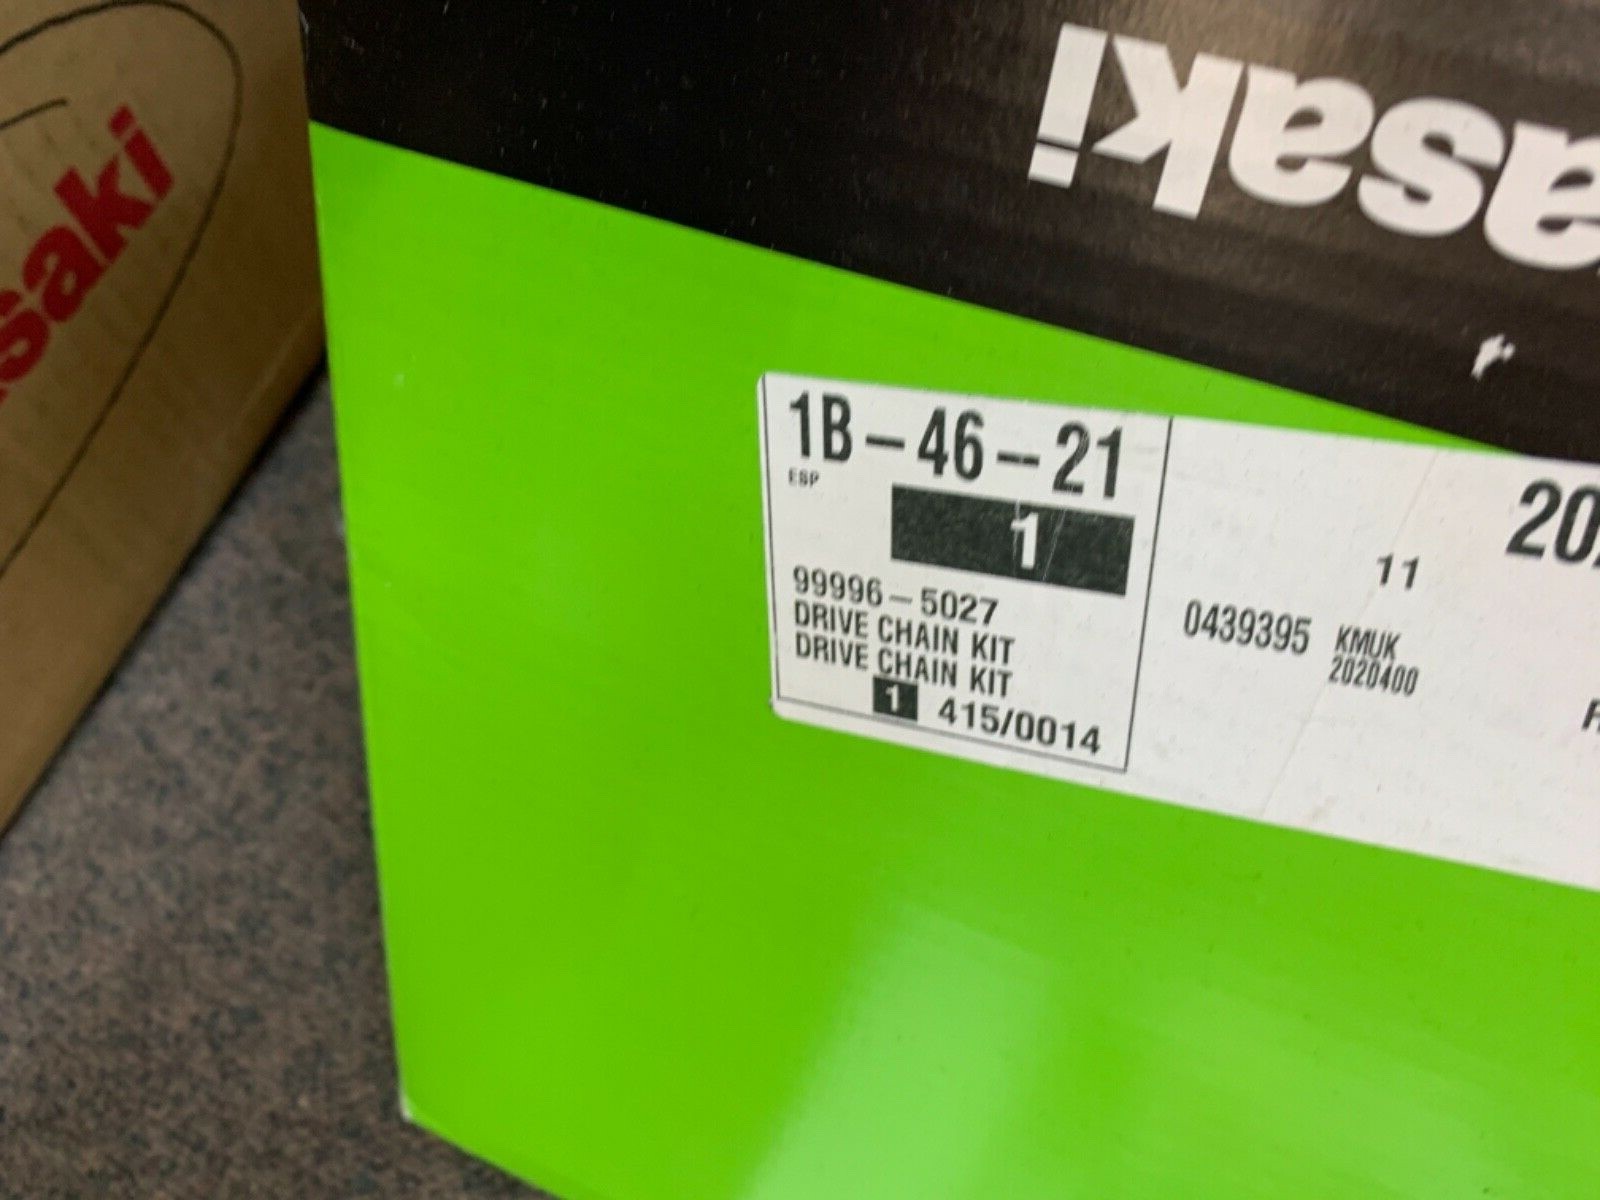 asaki
saki
1B-46-21
ESP
1
99996-5027
DRIVE CHAIN KIT
DRIVE CHAIN KIT
1 415/0014
11
0439395 KMUK
2020400
20